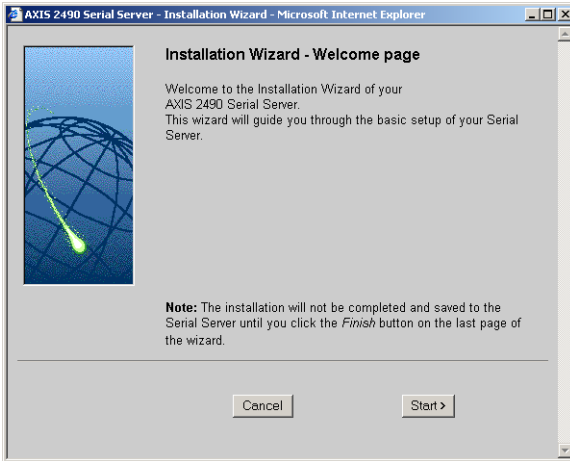 AXIS 2490 Serial Server - Installation Wizard - Microsoft Internet Explorer
Installation Wizard - Welcome page
Welcome to the Installation Wizard of your
AXIS 2490 Serial Server.
This wizard will guide you through the basic setup of your Serial
Server.
Note: The installation will not be completed and saved to the
Serial Server until you click the Finish button on the last page of
the wizard.
Cancel
Start >